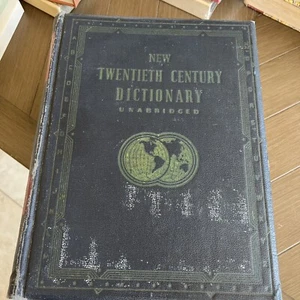 NEW
TWENTIETH CENTURY
DICTIONARY
UNABRIDGED